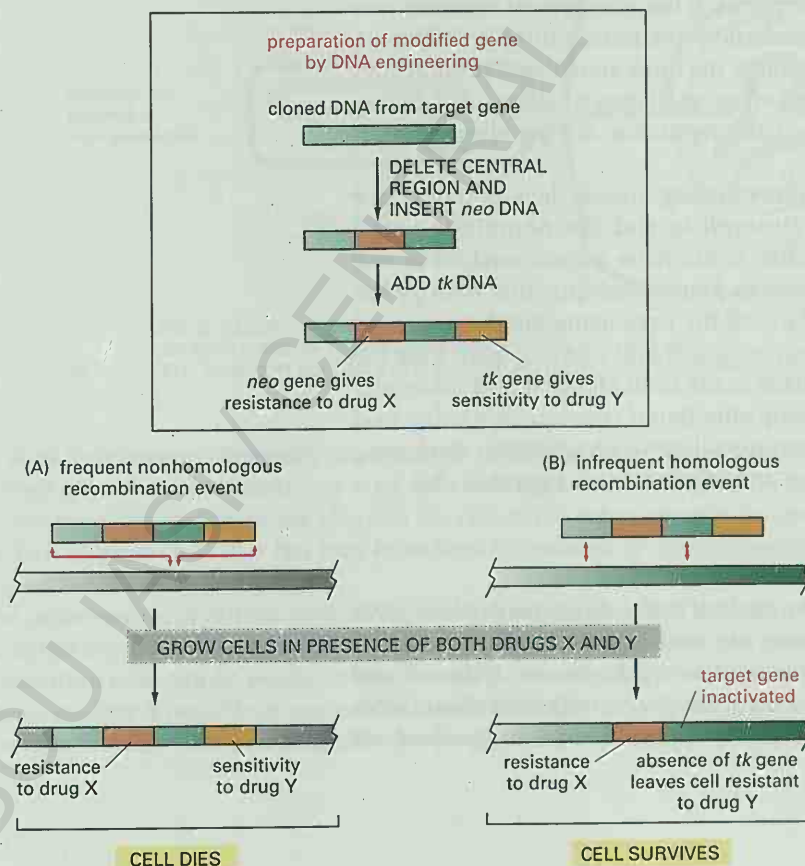 preparation of modified gene
by DNA engineering
cloned DNA from target gene
DELETE CENTRAL
REGION AND
INSERT neo DNA
ADD tk DNA
neo gene gives
resistance to drug X
tk gene gives
sensitivity to drug Y
(A) frequent nonhomologous
recombination event
(B) infrequent homologous
recombination event
GROW CELLS IN PRESENCE OF BOTH DRUGS X AND Y
target gene
inactivated
resistance
to drug X
sensitivity
to drug Y
resistance
to drug X
absence of tk gene
leaves cell resistant
to drug Y
CELL DIES
CELL SURVIVES
IASI / CENTRAL